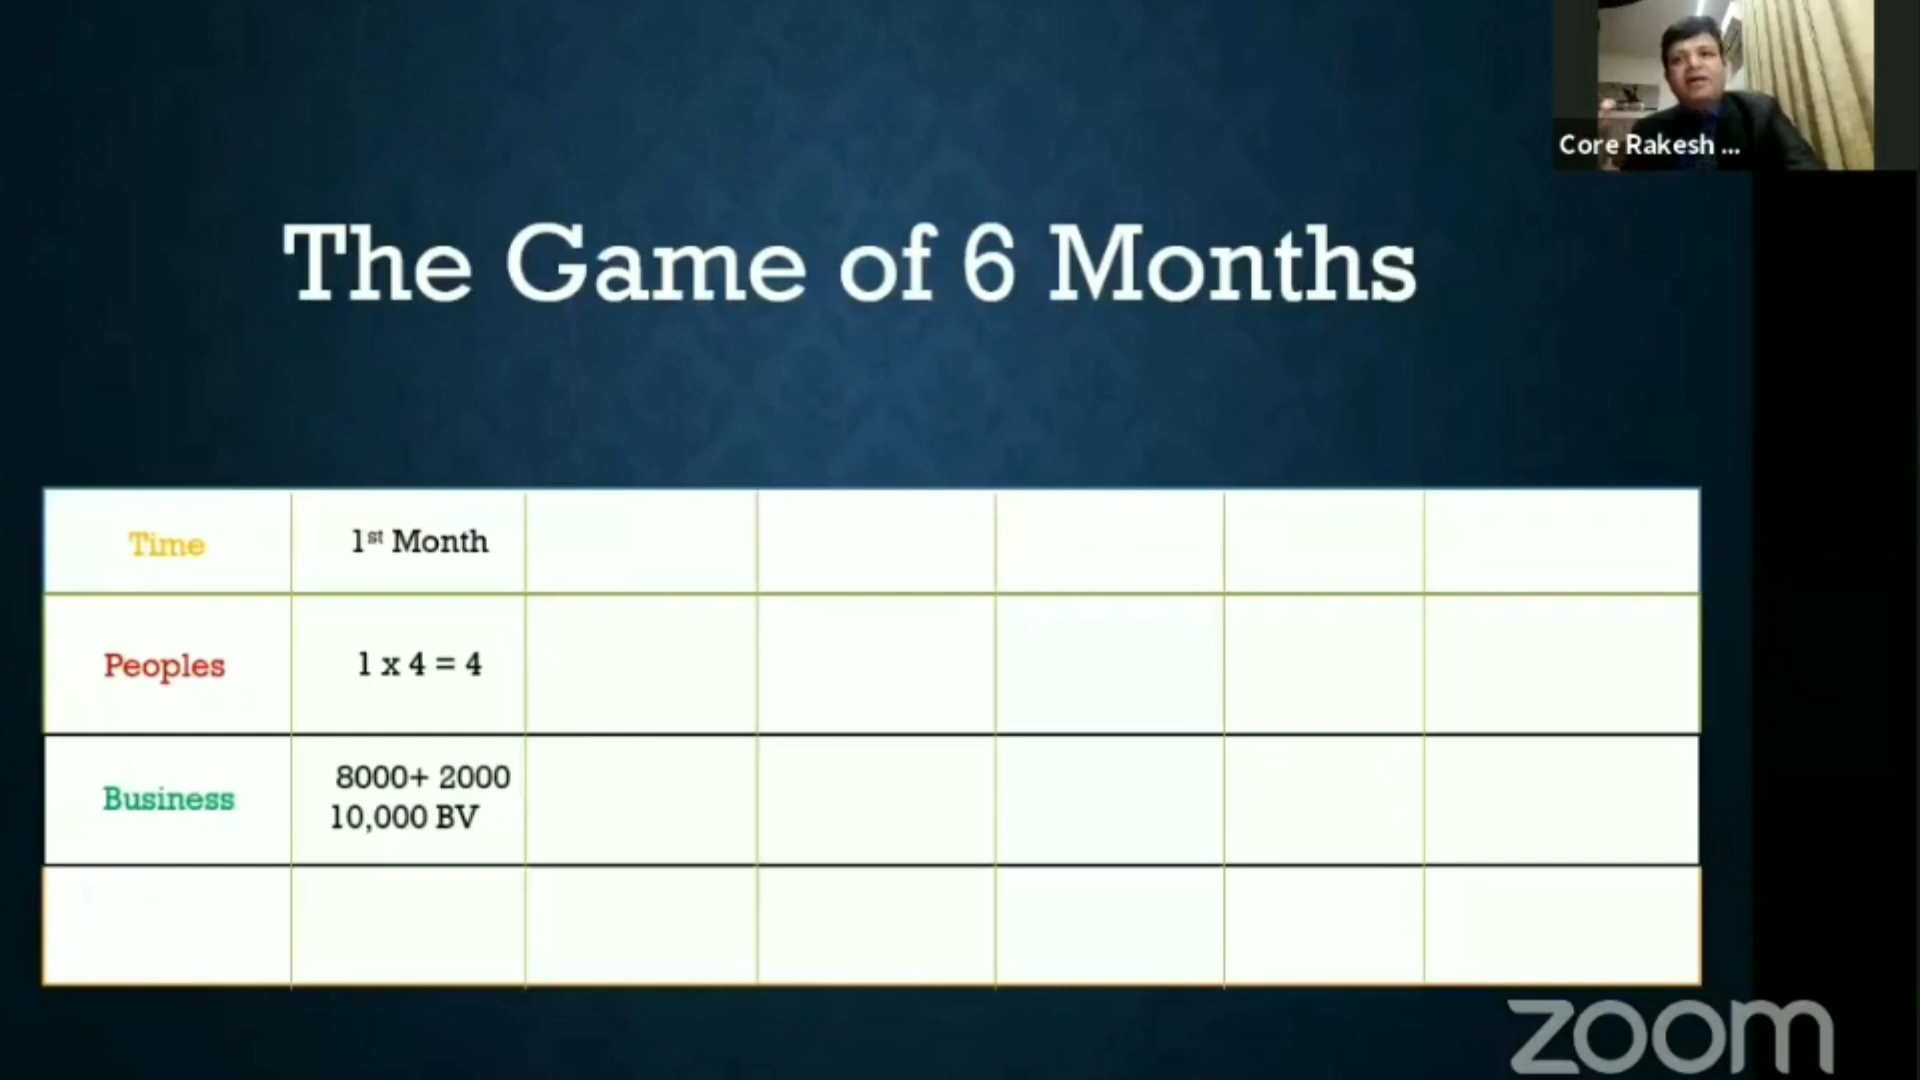 Core Rakesh ...
The Game of 6 Months
Time
1st Month
Peoples
1 x 4 = 4
Business
8000+ 2000
10,000 BV
zoom